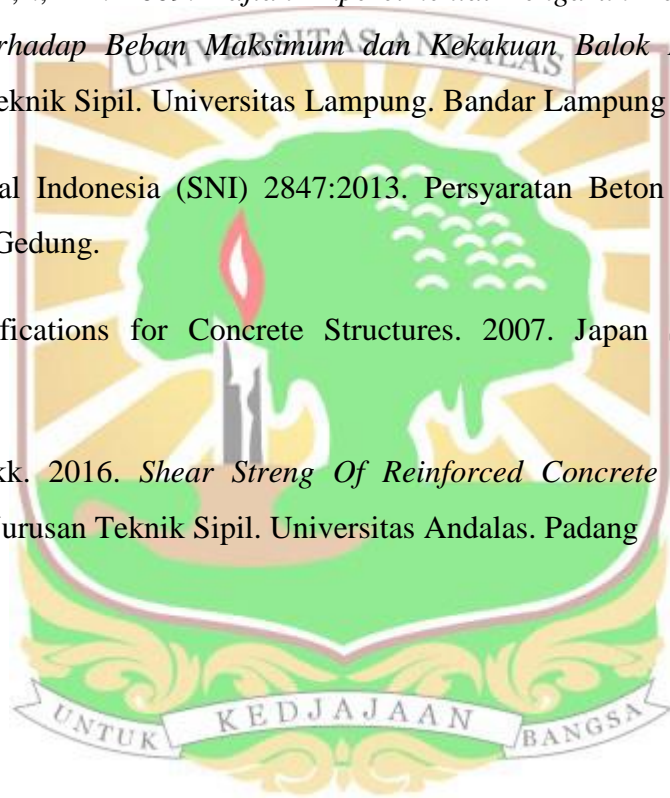 rhadap Beban Maksimum dan Kekakuan Balok
UNIVERSITAS ANDALAS
eknik Sipil. Universitas Lampung. Bandar Lampung
al Indonesia (SNI) 2847:2013. Persyaratan Beton
Gedung.
fications for Concrete Structures. 2007. Japan
kk. 2016. Shear Streng Of Reinforced Concrete
Jurusan Teknik Sipil. Universitas Andalas. Padang
UNTUK KEDJAJAAN BANGSA